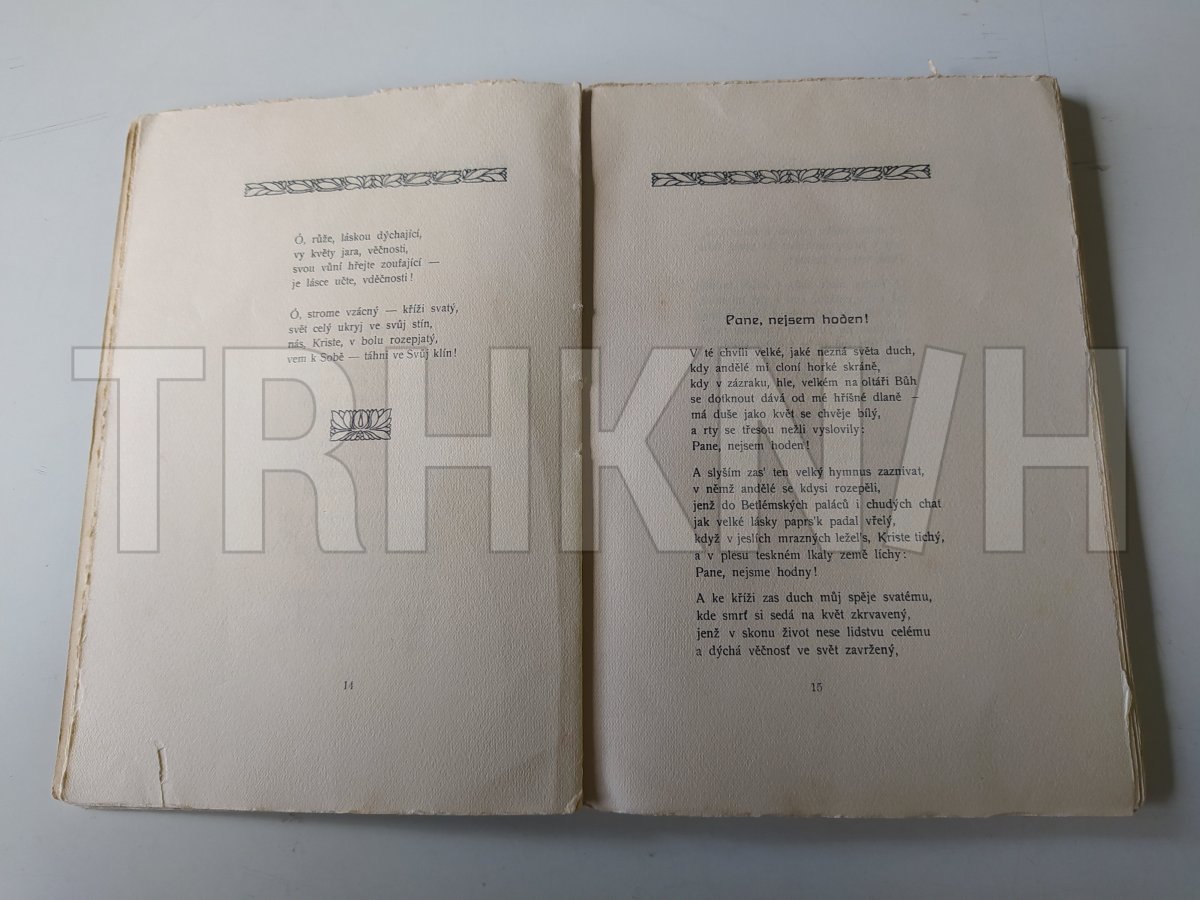 Ó, růže, láskou dýchající,
vy květy jara, věčnosti,
svou vůní hřejte zoufající —
je lásce učte, vděčnosti!
Ó, strome vzácný — kříži svatý,
svět celý ukryj ve svůj stín,
nás, Kriste, v bolu rozepjatý,
vem k Sobě — táhni ve Svůj klín!
14
Pane, nejsem hoden!
V té chvíli velké, jaké nezná světa duch,
kdy andělé mi cloní horké skráně,
kdy v zázraku, hle, velkém na oltáři Bůh
se dotknout dává od mé hříšné dlaně —
má duše jako květ se chvěje bílý,
a rty se třesou nežli vyslovily:
Pane, nejsem hoden!
A slyším zas' ten velký hymnus zaznívat,
v němž andělé se kdysi rozepěli,
jenž do Betlémských paláců i chudých chat
jak velké lásky paprs'k padal vřelý,
když v jeslích mrazných ležel's, Kriste tichý,
a v plesu teskném lkaly země líchy:
Pane, nejsme hodny!
A ke kříži zas duch můj spěje svatému,
kde smrť si sedá na květ zkrvavený,
jenž v skonu život nese lidstvu celému
a dýchá věčnosť ve svět zavržený,
15
TRHKNIH